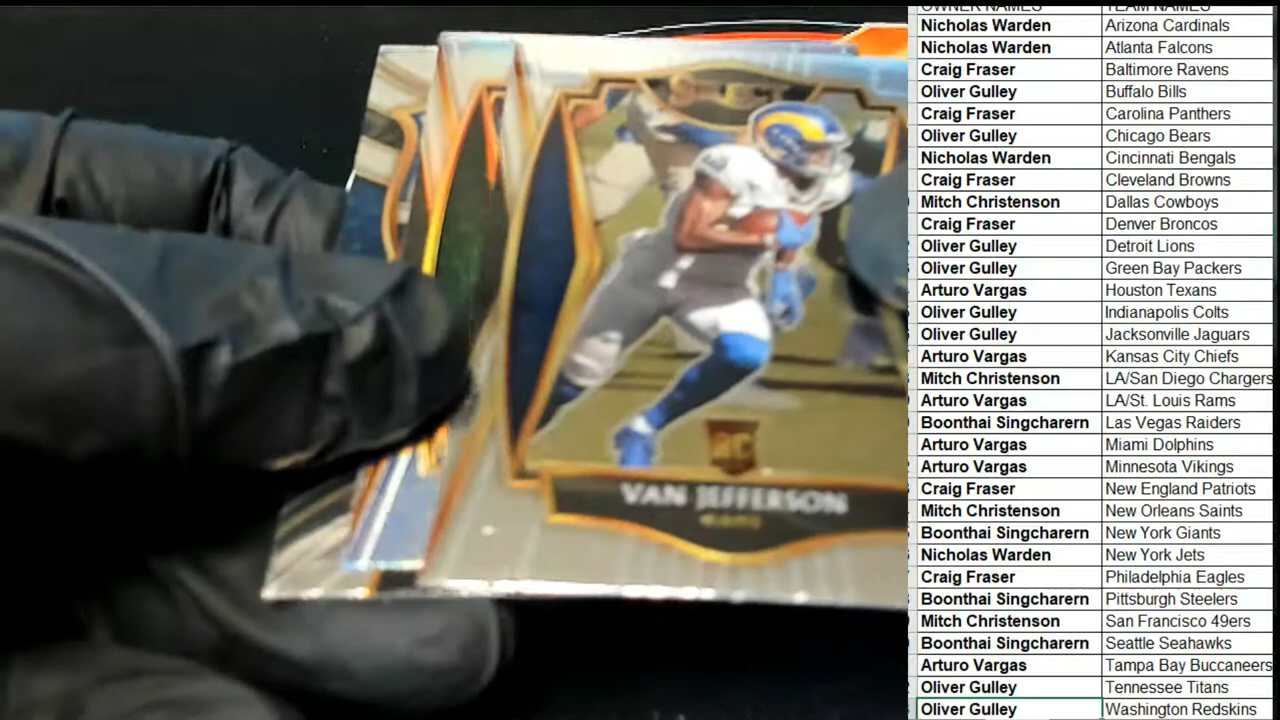 VAN JEFFERSON
RAMS
RC
OWNER NAMES TEAM NAMES
Nicholas Warden Arizona Cardinals
Nicholas Warden Atlanta Falcons
Craig Fraser Baltimore Ravens
Oliver Gulley Buffalo Bills
Craig Fraser Carolina Panthers
Oliver Gulley Chicago Bears
Nicholas Warden Cincinnati Bengals
Craig Fraser Cleveland Browns
Mitch Christenson Dallas Cowboys
Craig Fraser Denver Broncos
Oliver Gulley Detroit Lions
Oliver Gulley Green Bay Packers
Arturo Vargas Houston Texans
Oliver Gulley Indianapolis Colts
Oliver Gulley Jacksonville Jaguars
Arturo Vargas Kansas City Chiefs
Mitch Christenson LA/San Diego Chargers
Arturo Vargas LA/St. Louis Rams
Boonthai Singcharern Las Vegas Raiders
Arturo Vargas Miami Dolphins
Arturo Vargas Minnesota Vikings
Craig Fraser New England Patriots
Mitch Christenson New Orleans Saints
Boonthai Singcharern New York Giants
Nicholas Warden New York Jets
Craig Fraser Philadelphia Eagles
Boonthai Singcharern Pittsburgh Steelers
Mitch Christenson San Francisco 49ers
Boonthai Singcharern Seattle Seahawks
Arturo Vargas Tampa Bay Buccaneers
Oliver Gulley Tennessee Titans
Oliver Gulley Washington Redskins